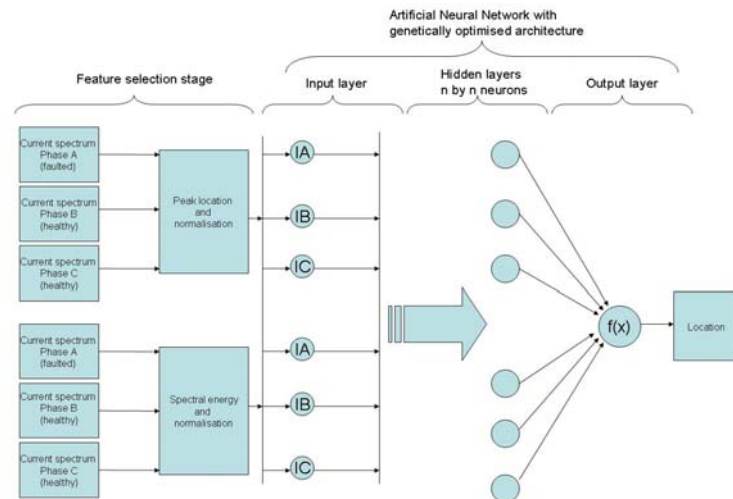 Artificial Neural Network with
genetically optimised architecture
Feature selection stage
Input layer
Hidden layers
n by n neurons
Output layer
Current spectrum
Phase A
(faulted)
Current spectrum
Phase B
(healthy)
Current spectrum
Phase C
(healthy)
Peak location
and
normalisation
IA
IB
IC
Current spectrum
Phase A
(faulted)
Current spectrum
Phase B
(healthy)
Current spectrum
Phase C
(healthy)
Spectral energy
and
normalisation
IA
IB
IC
f(x)
Location